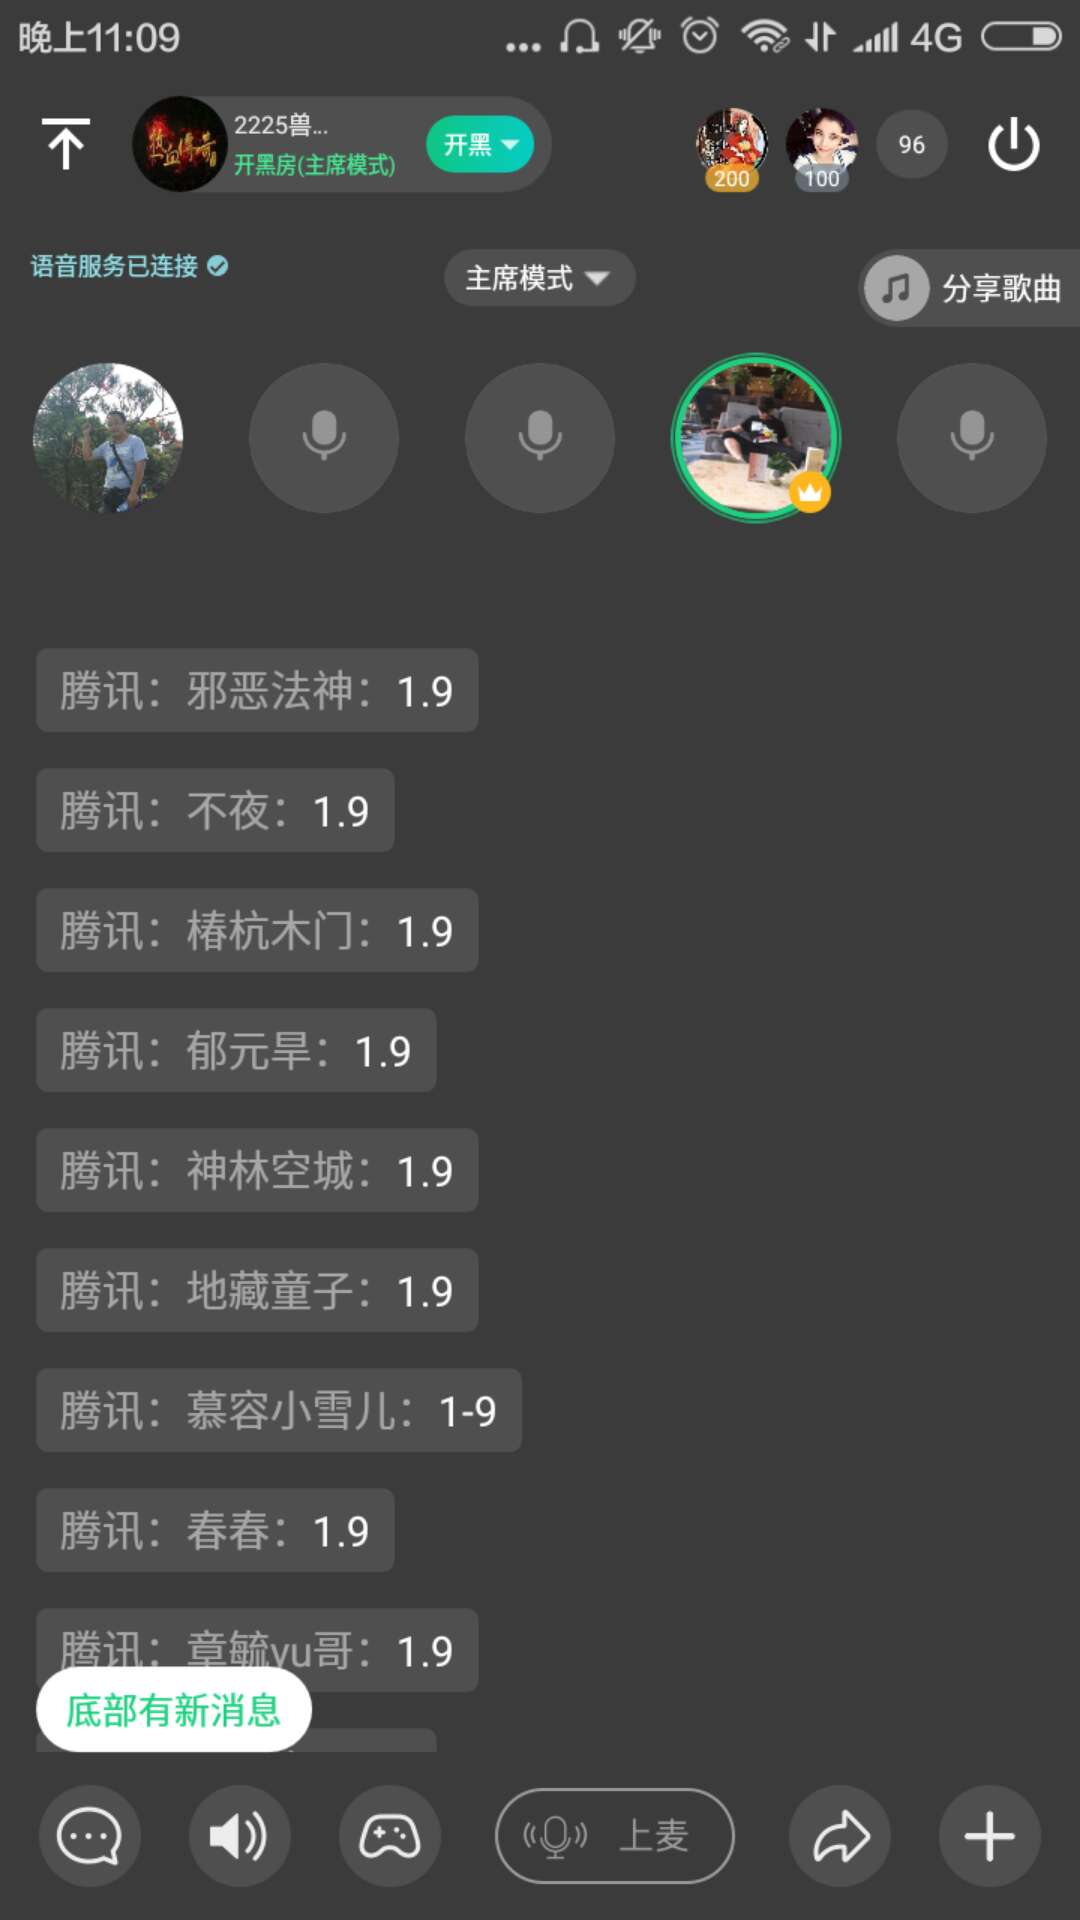 晚上11:09
4G
热血传奇
2225兽...
开黑房(主席模式)
开黑
200
100
96
语音服务已连接
主席模式
分享歌曲
腾讯：邪恶法神：1.9
腾讯：不夜：1.9
腾讯：椿杭木门：1.9
腾讯：郁元旱：1.9
腾讯：神林空城：1.9
腾讯：地藏童子：1.9
腾讯：慕容小雪儿：1-9
腾讯：春春：1.9
腾讯：章毓yu哥：1.9
底部有新消息
上麦